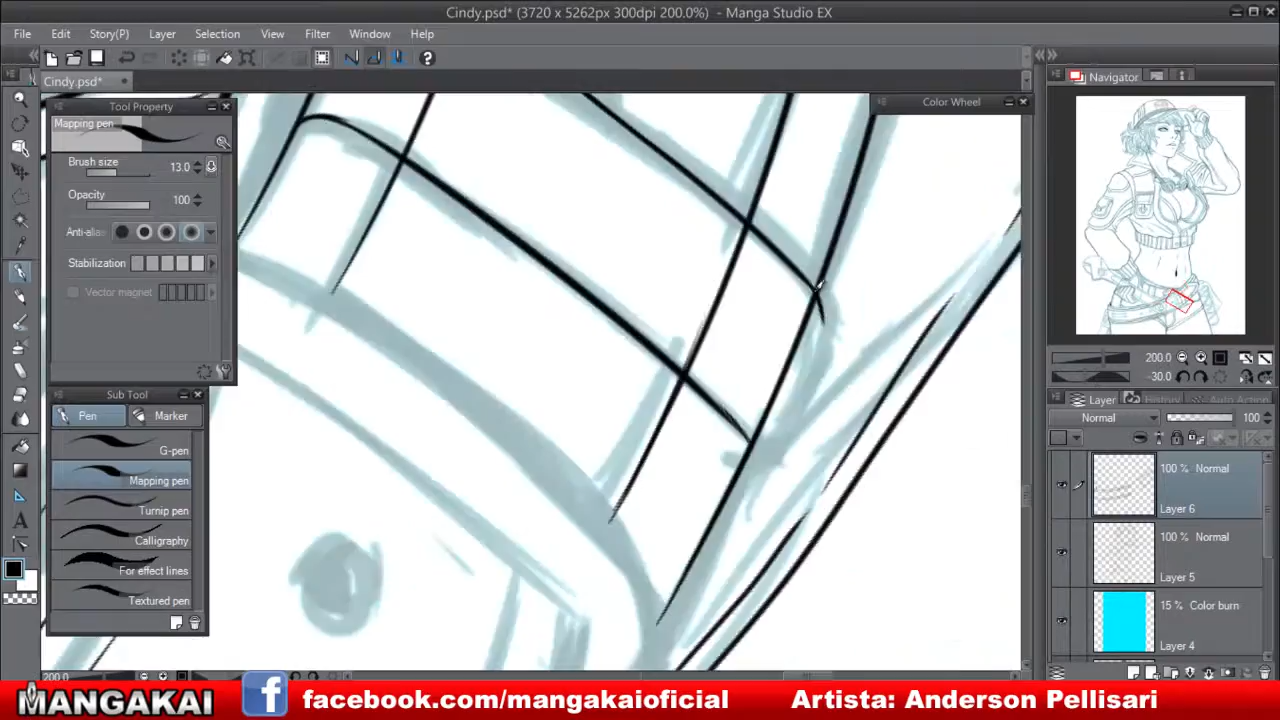 Cindy.psd* (3720 x 5262px 300dpi 200.0%) - Manga Studio EX
File Edit Story(P) Layer Selection View Filter Window Help
Cindy.psd*
Tool Property
Mapping pen
Brush size 13.0
Opacity 100
Anti-alias
Stabilization
Vector magnet
Sub Tool
Pen Marker
G-pen
Mapping pen
Turnip pen
Calligraphy
For effect lines
Textured pen
Color Wheel
Navigator
200.0
-30.0
Layer History Auto Action
Normal 100
100 % Normal
Layer 6
100 % Normal
Layer 5
15 % Color burn
Layer 4
200.0
MANGAKAI f facebook.com/mangakaioficial Artista: Anderson Pellisari